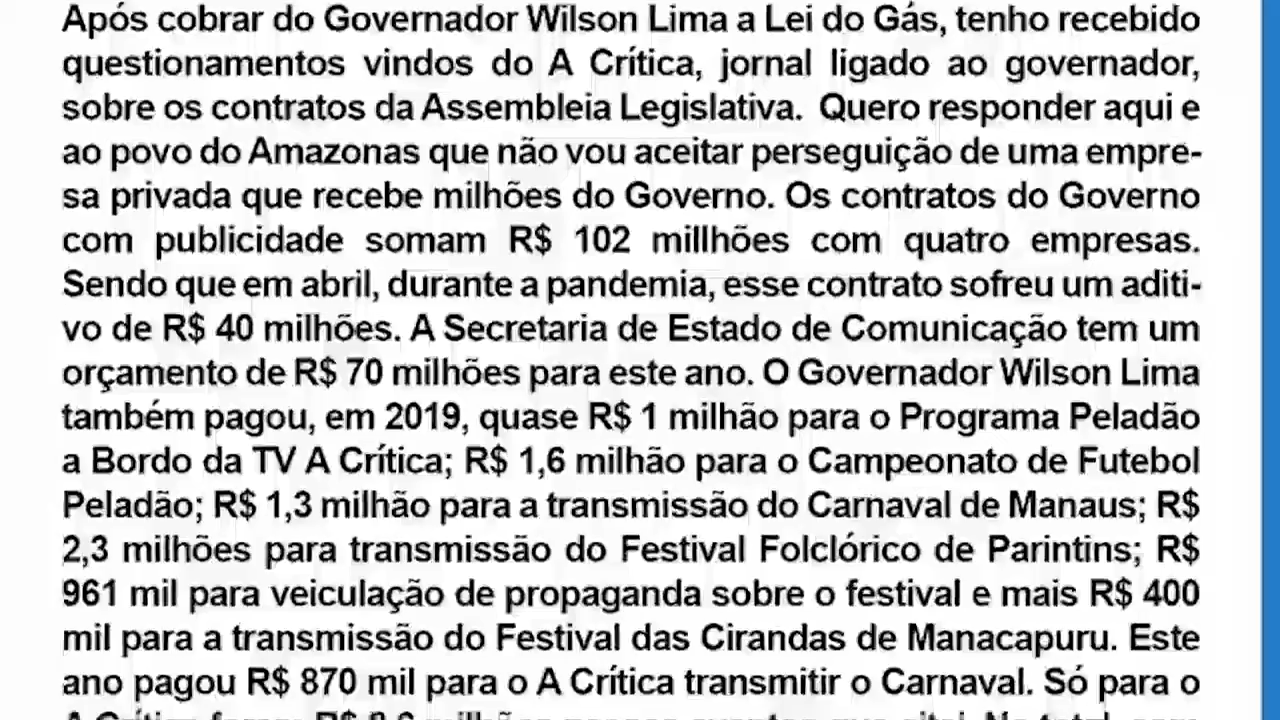 Após cobrar do Governador Wilson Lima a Lei do Gás, tenho recebido
questionamentos vindos do A Crítica, jornal ligado ao governador,
sobre os contratos da Assembleia Legislativa. Quero responder aqui e
ao povo do Amazonas que não vou aceitar perseguição de uma empre-
sa privada que recebe milhões do Governo. Os contratos do Governo
com publicidade somam R$ 102 millhões com quatro empresas.
Sendo que em abril, durante a pandemia, esse contrato sofreu um aditi-
vo de R$ 40 milhões. A Secretaria de Estado de Comunicação tem um
orçamento de R$ 70 milhões para este ano. O Governador Wilson Lima
também pagou, em 2019, quase R$ 1 milhão para o Programa Peladão
a Bordo da TV A Crítica; R$ 1,6 milhão para o Campeonato de Futebol
Peladão; R$ 1,3 milhão para a transmissão do Carnaval de Manaus; R$
2,3 milhões para transmissão do Festival Folclórico de Parintins; R$
961 mil para veiculação de propaganda sobre o festival e mais R$ 400
mil para a transmissão do Festival das Cirandas de Manacapuru. Este
ano pagou R$ 870 mil para o A Crítica transmitir o Carnaval. Só para o